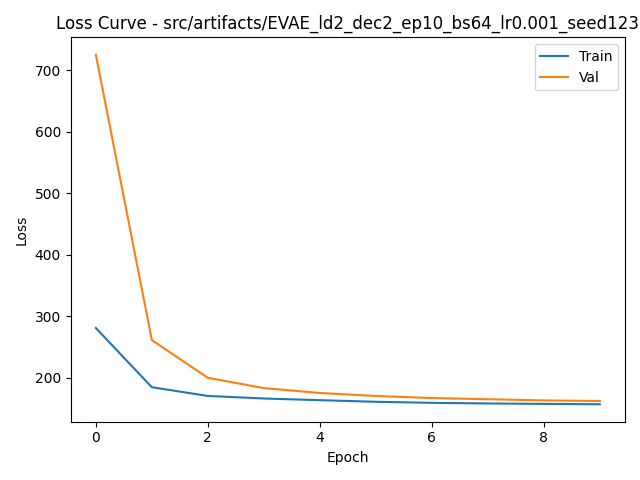 Loss Curve - src/artifacts/EVAE_ld2_dec2_ep10_bs64_lr0.001_seed123
Train
Val
700
600
500
400
300
200
Loss
0 2 4 6 8
Epoch